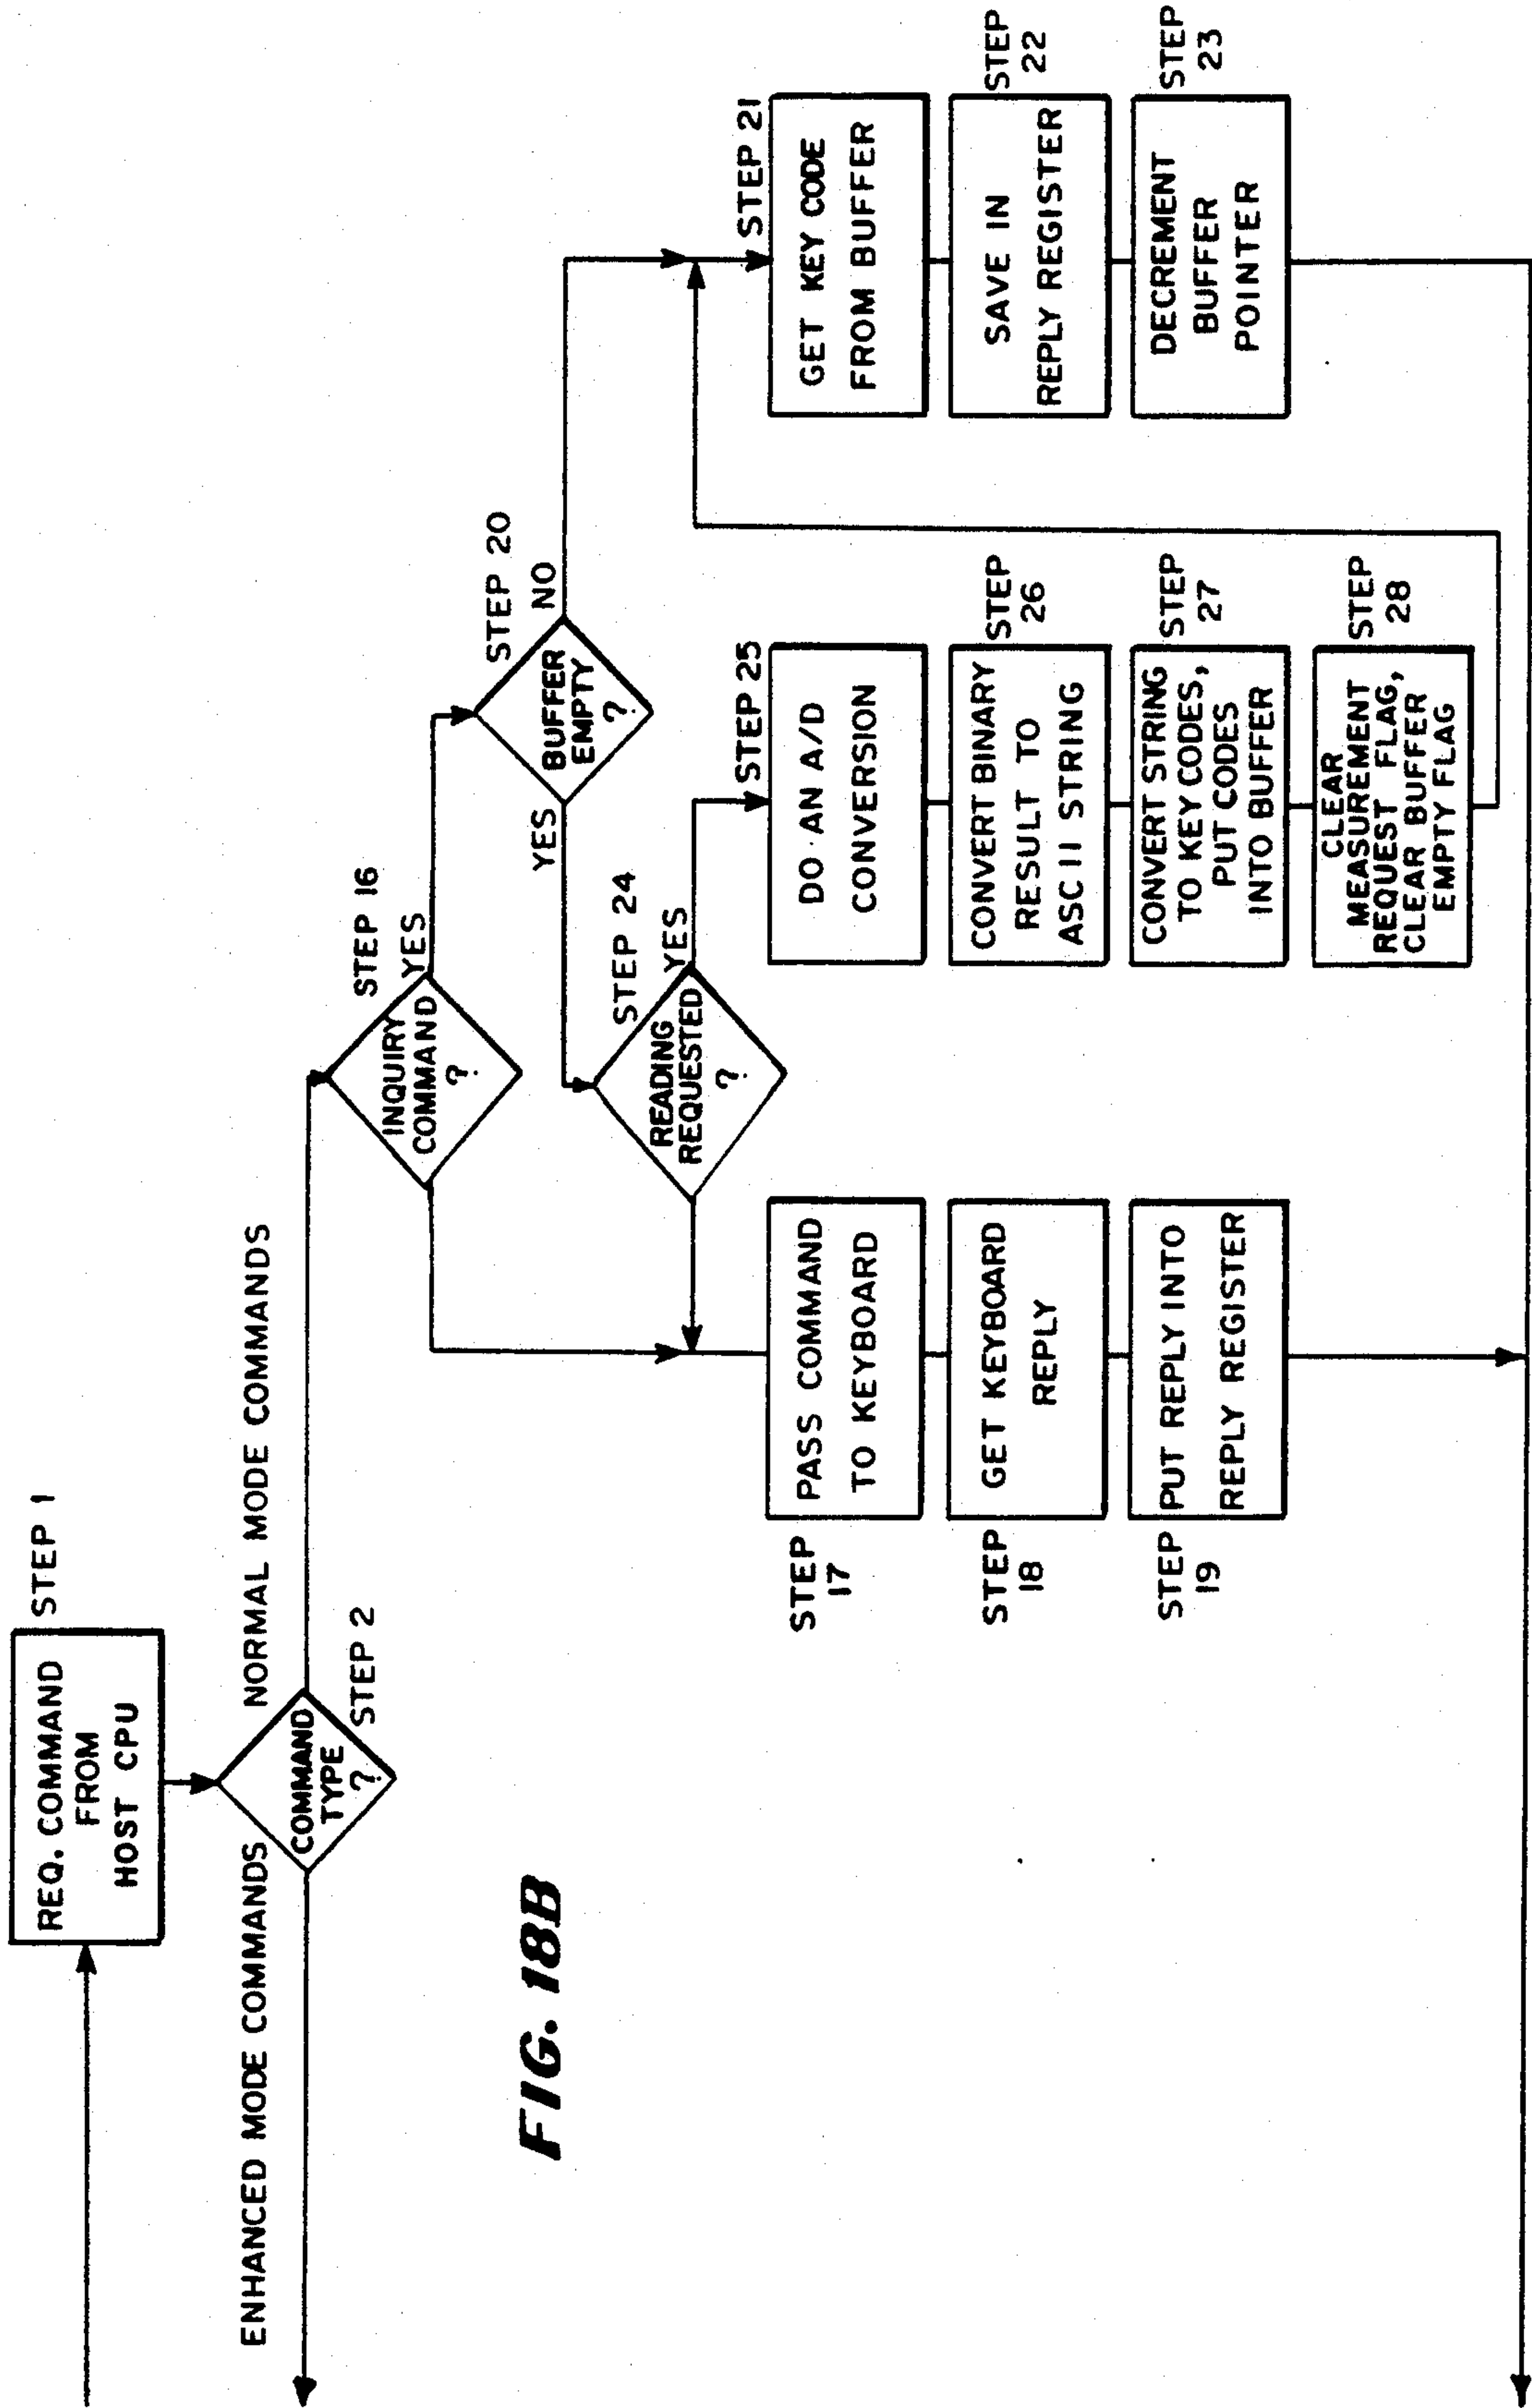 REQ. COMMAND
FROM
HOST CPU
STEP 1
ENHANCED MODE COMMANDS
NORMAL MODE COMMANDS
COMMAND
TYPE
?
STEP 2
STEP 16
INQUIRY
COMMAND
?
YES
STEP 20
BUFFER
EMPTY
?
YES
NO
STEP 24
READING
REQUESTED
?
YES
FIG. 18B
STEP
17
PASS COMMAND
TO KEYBOARD
STEP
18
GET KEYBOARD
REPLY
STEP
19
PUT REPLY INTO
REPLY REGISTER
STEP 25
DO AN A/D
CONVERSION
STEP
26
CONVERT BINARY
RESULT TO
ASCII STRING
STEP
27
CONVERT STRING
TO KEY CODES,
PUT CODES
INTO BUFFER
STEP
28
CLEAR
MEASUREMENT
REQUEST FLAG,
CLEAR BUFFER
EMPTY FLAG
STEP 21
GET KEY CODE
FROM BUFFER
STEP
22
SAVE IN
REPLY REGISTER
STEP
23
DECREMENT
BUFFER
POINTER